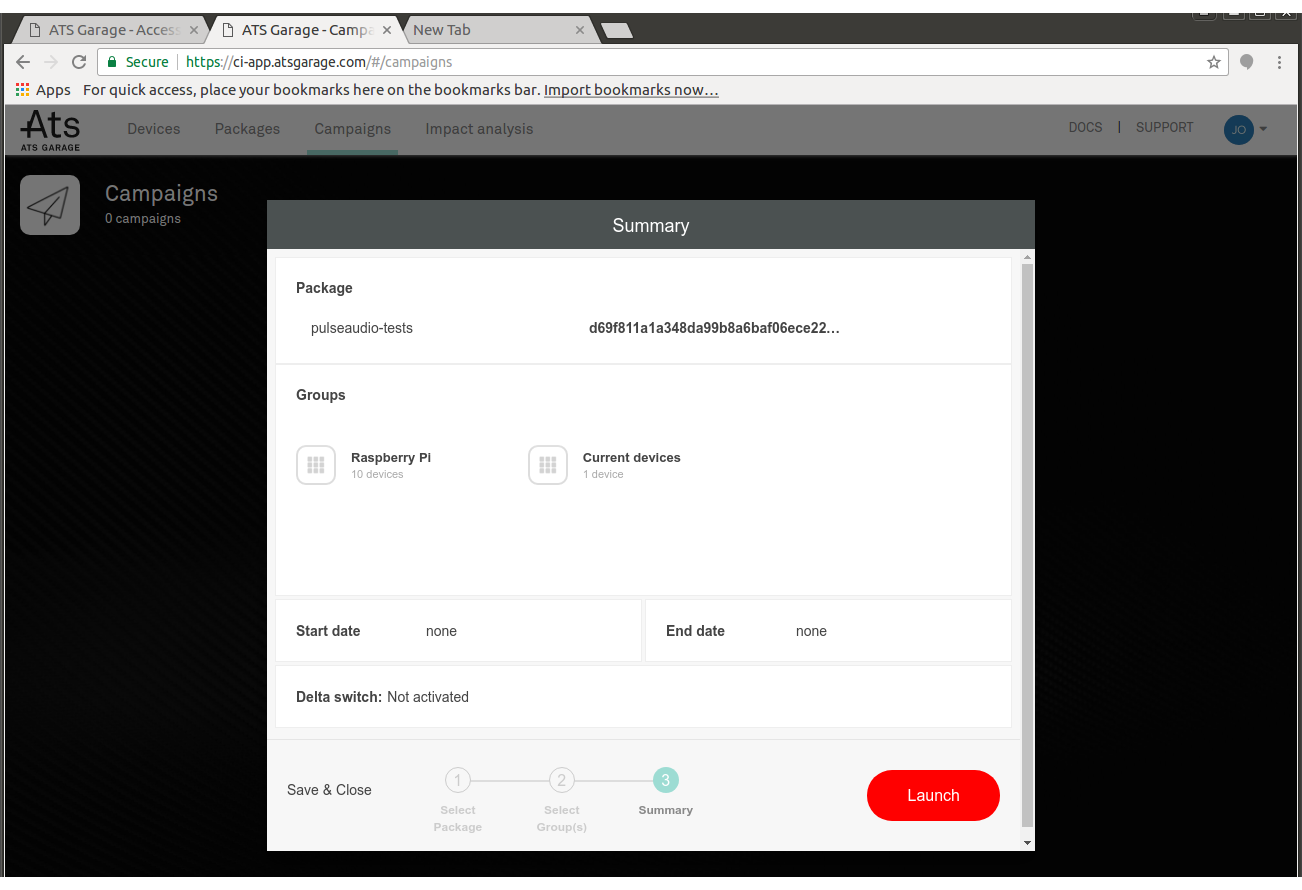 ATS Garage - Acces
ATS Garage - Campa
New Tab
Secure https://ci-app.atsgarage.com/#/campaigns
Apps For quick access, place your bookmarks here on the bookmarks bar. Import bookmarks now...
Ats
ATS GARAGE
Devices Packages Campaigns Impact analysis DOCS | SUPPORT JO
Campaigns
0 campaigns
Summary
Package
pulseaudio-tests d69f811a1a348da99b8a6baf06ece22...
Groups
Raspberry Pi
10 devices
Current devices
1 device
Start date none End date none
Delta switch: Not activated
Save & Close
1 Select Package
2 Select Group(s)
3 Summary
Launch